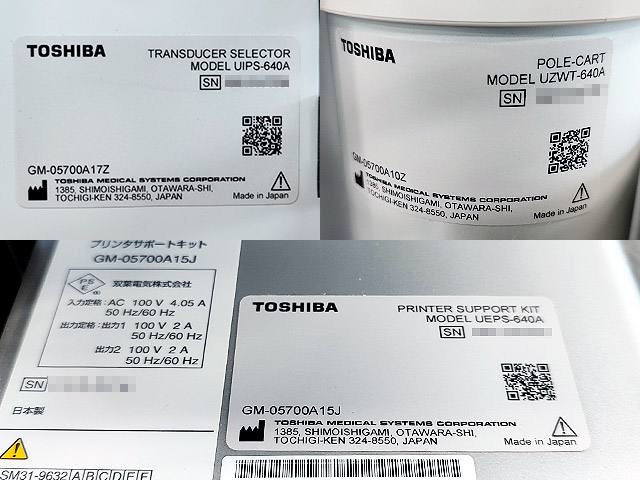 TOSHIBA
TRANSDUCER SELECTOR
MODEL UIPS-640A
SN
GM-05700A17Z
TOSHIBA MEDICAL SYSTEMS CORPORATION
1385, SHIMOISHIGAMI, OTAWARA-SHI,
TOCHIGI-KEN 324-8550, JAPAN
Made in Japan
TOSHIBA
POLE-CART
MODEL UZWT-640A
SN
GM-05700A10Z
TOSHIBA MEDICAL SYSTEMS CORPORATION
1385, SHIMOISHIGAMI, OTAWARA-SHI,
TOCHIGI-KEN 324-8550, JAPAN
Made in Japan
プリンタサポートキット
GM-05700A15J
PS E
双葉電気株式会社
入力定格:AC 100 V 4.05 A
50 Hz/60 Hz
出力定格:出力1 100 V 2 A
50 Hz/60 Hz
出力2 100 V 2 A
50 Hz/60 Hz
SN
日本製
SM31-9632 A B C D E F
TOSHIBA
PRINTER SUPPORT KIT
MODEL UEPS-640A
SN
GM-05700A15J
TOSHIBA MEDICAL SYSTEMS CORPORATION
1385, SHIMOISHIGAMI, OTAWARA-SHI,
TOCHIGI-KEN 324-8550, JAPAN
Made in Japan